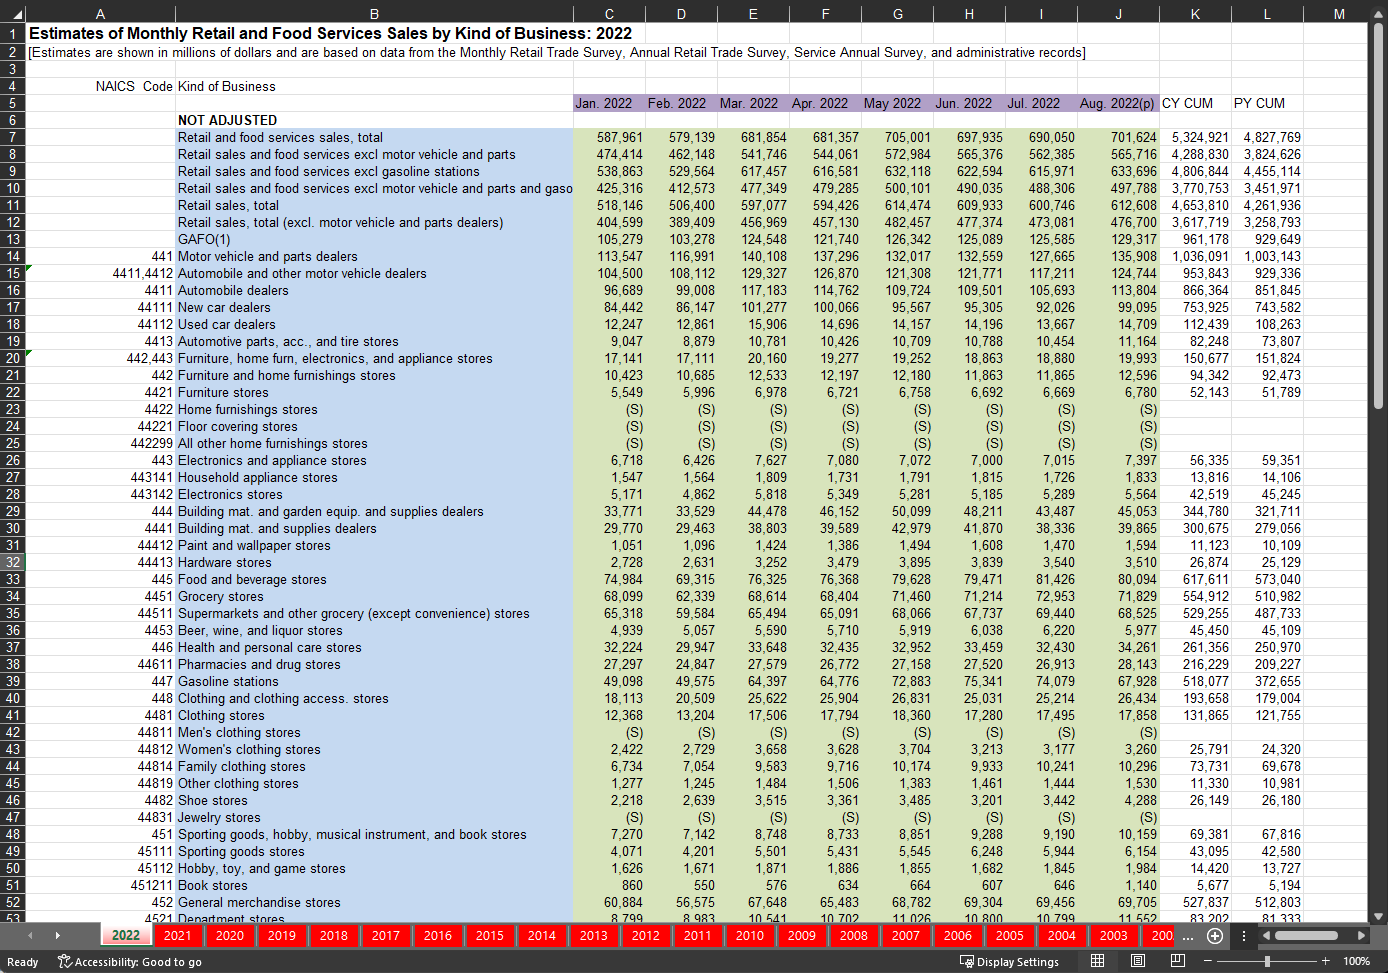 A B C D E F G H I J K L M
1 Estimates of Monthly Retail and Food Services Sales by Kind of Business: 2022
2 [Estimates are shown in millions of dollars and are based on data from the Monthly Retail Trade Survey, Annual Retail Trade Survey, Service Annual Survey, and administrative records]
3
4 NAICS Code Kind of Business
5 Jan. 2022 Feb. 2022 Mar. 2022 Apr. 2022 May 2022 Jun. 2022 Jul. 2022 Aug. 2022(p) CY CUM PY CUM
6 NOT ADJUSTED
7 Retail and food services sales, total 587,961 579,139 681,854 681,357 705,001 697,935 690,050 701,624 5,324,921 4,827,769
8 Retail sales and food services excl motor vehicle and parts 474,414 462,148 541,746 544,061 572,984 565,376 562,385 565,716 4,288,830 3,824,626
9 Retail sales and food services excl gasoline stations 538,863 529,564 617,457 616,581 632,118 622,594 615,971 633,696 4,806,844 4,455,114
10 Retail sales and food services excl motor vehicle and parts and gaso 425,316 412,573 477,349 479,285 500,101 490,035 488,306 497,788 3,770,753 3,451,971
11 Retail sales, total 518,146 506,400 597,077 594,426 614,474 609,933 600,746 612,608 4,653,810 4,261,936
12 Retail sales, total (excl. motor vehicle and parts dealers) 404,599 389,409 456,969 457,130 482,457 477,374 473,081 476,700 3,617,719 3,258,793
13 GAFO(1) 105,279 103,278 124,548 121,740 126,342 125,089 125,585 129,317 961,178 929,649
14 441 Motor vehicle and parts dealers 113,547 116,991 140,108 137,296 132,017 132,559 127,665 135,908 1,036,091 1,003,143
15 4411,4412 Automobile and other motor vehicle dealers 104,500 108,112 129,327 126,870 121,308 121,771 117,211 124,744 953,843 929,336
16 4411 Automobile dealers 96,689 99,008 117,183 114,762 109,724 109,501 105,693 113,804 866,364 851,845
17 44111 New car dealers 84,442 86,147 101,277 100,066 95,567 95,305 92,026 99,095 753,925 743,582
18 44112 Used car dealers 12,247 12,861 15,906 14,696 14,157 14,196 13,667 14,709 112,439 108,263
19 4413 Automotive parts, acc., and tire stores 9,047 8,879 10,781 10,426 10,709 10,788 10,454 11,164 82,248 73,807
20 442,443 Furniture, home furn, electronics, and appliance stores 17,141 17,111 20,160 19,277 19,252 18,863 18,880 19,993 150,677 151,824
21 442 Furniture and home furnishings stores 10,423 10,685 12,533 12,197 12,180 11,863 11,865 12,596 94,342 92,473
22 4421 Furniture stores 5,549 5,996 6,978 6,721 6,758 6,692 6,669 6,780 52,143 51,789
23 4422 Home furnishings stores (S) (S) (S) (S) (S) (S) (S) (S)
24 44221 Floor covering stores (S) (S) (S) (S) (S) (S) (S) (S)
25 442299 All other home furnishings stores (S) (S) (S) (S) (S) (S) (S) (S)
26 443 Electronics and appliance stores 6,718 6,426 7,627 7,080 7,072 7,000 7,015 7,397 56,335 59,351
27 443141 Household appliance stores 1,547 1,564 1,809 1,731 1,791 1,815 1,726 1,833 13,816 14,106
28 443142 Electronics stores 5,171 4,862 5,818 5,349 5,281 5,185 5,289 5,564 42,519 45,245
29 444 Building mat. and garden equip. and supplies dealers 33,771 33,529 44,478 46,152 50,099 48,211 43,487 45,053 344,780 321,711
30 4441 Building mat. and supplies dealers 29,770 29,463 38,803 39,589 42,979 41,870 38,336 39,865 300,675 279,056
31 44412 Paint and wallpaper stores 1,051 1,096 1,424 1,386 1,494 1,608 1,470 1,594 11,123 10,109
32 44413 Hardware stores 2,728 2,631 3,252 3,479 3,895 3,839 3,540 3,510 26,874 25,129
33 445 Food and beverage stores 74,984 69,315 76,325 76,368 79,628 79,471 81,426 80,094 617,611 573,040
34 4451 Grocery stores 68,099 62,339 68,614 68,404 71,460 71,214 72,953 71,829 554,912 510,982
35 44511 Supermarkets and other grocery (except convenience) stores 65,318 59,584 65,494 65,091 68,066 67,737 69,440 68,525 529,255 487,733
36 4453 Beer, wine, and liquor stores 4,939 5,057 5,590 5,710 5,919 6,038 6,220 5,977 45,450 45,109
37 446 Health and personal care stores 32,224 29,947 33,648 32,435 32,952 33,459 32,430 34,261 261,356 250,970
38 44611 Pharmacies and drug stores 27,297 24,847 27,579 26,772 27,158 27,520 26,913 28,143 216,229 209,227
39 447 Gasoline stations 49,098 49,575 64,397 64,776 72,883 75,341 74,079 67,928 518,077 372,655
40 448 Clothing and clothing access. stores 18,113 20,509 25,622 25,904 26,831 25,031 25,214 26,434 193,658 179,004
41 4481 Clothing stores 12,368 13,204 17,506 17,794 18,360 17,280 17,495 17,858 131,865 121,755
42 44811 Men's clothing stores (S) (S) (S) (S) (S) (S) (S) (S)
43 44812 Women's clothing stores 2,422 2,729 3,658 3,628 3,704 3,213 3,177 3,260 25,791 24,320
44 44814 Family clothing stores 6,734 7,054 9,583 9,716 10,174 9,933 10,241 10,296 73,731 69,678
45 44819 Other clothing stores 1,277 1,245 1,484 1,506 1,383 1,461 1,444 1,530 11,330 10,981
46 4482 Shoe stores 2,218 2,639 3,515 3,361 3,485 3,201 3,442 4,288 26,149 26,180
47 44831 Jewelry stores (S) (S) (S) (S) (S) (S) (S) (S)
48 451 Sporting goods, hobby, musical instrument, and book stores 7,270 7,142 8,748 8,733 8,851 9,288 9,190 10,159 69,381 67,816
49 45111 Sporting goods stores 4,071 4,201 5,501 5,431 5,545 6,248 5,944 6,154 43,095 42,580
50 45112 Hobby, toy, and game stores 1,626 1,671 1,871 1,886 1,855 1,682 1,845 1,984 14,420 13,727
51 451211 Book stores 860 550 576 634 664 607 646 1,140 5,677 5,194
52 452 General merchandise stores 60,884 56,575 67,648 65,483 68,782 69,304 69,456 69,705 527,837 512,803
53 4521 Department stores 8,799 8,983 10,541 10,702 11,026 10,800 10,799 11,552 83,202 81,333
2022 2021 2020 2019 2018 2017 2016 2015 2014 2013 2012 2011 2010 2009 2008 2007 2006 2005 2004 2003 200 ...
Ready Accessibility: Good to go Display Settings 100%